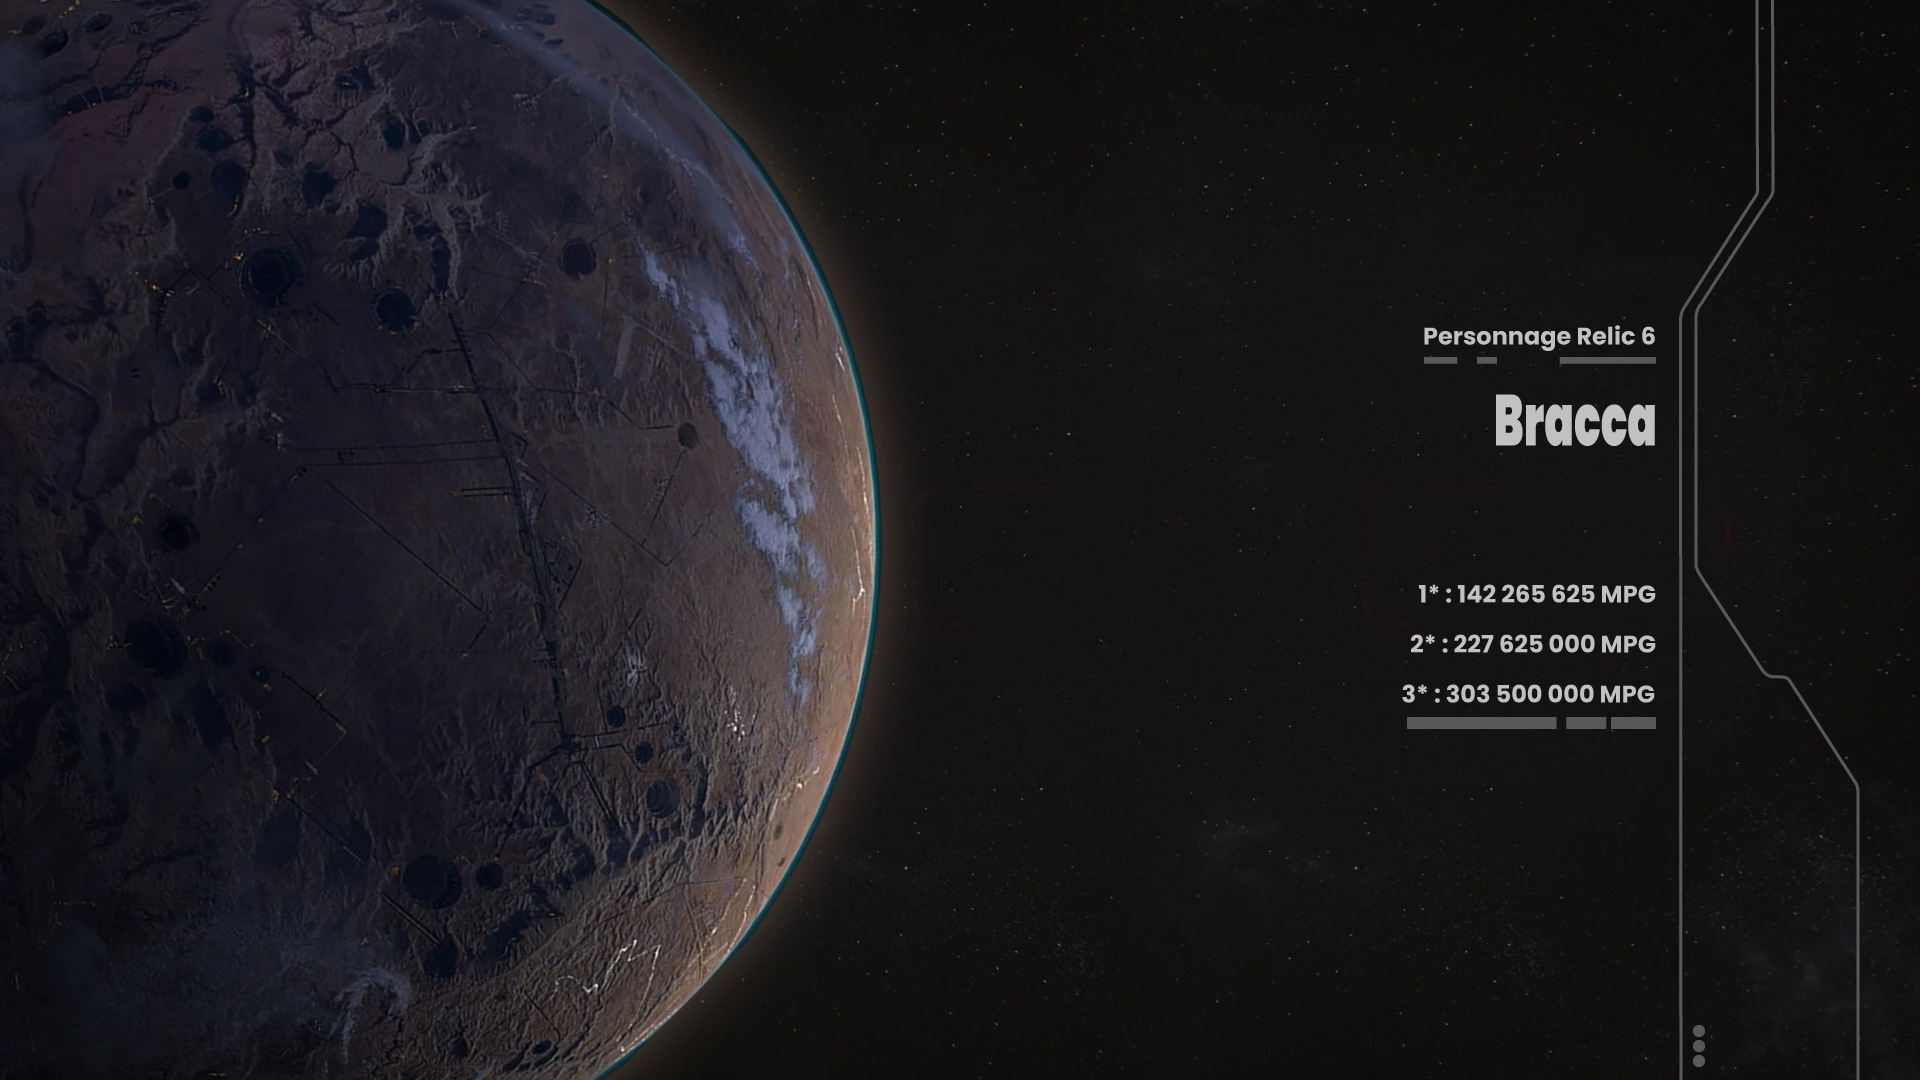 Personnage Relic 6
Bracca
1* : 142 265 625 MPG
2* : 227 625 000 MPG
3* : 303 500 000 MPG